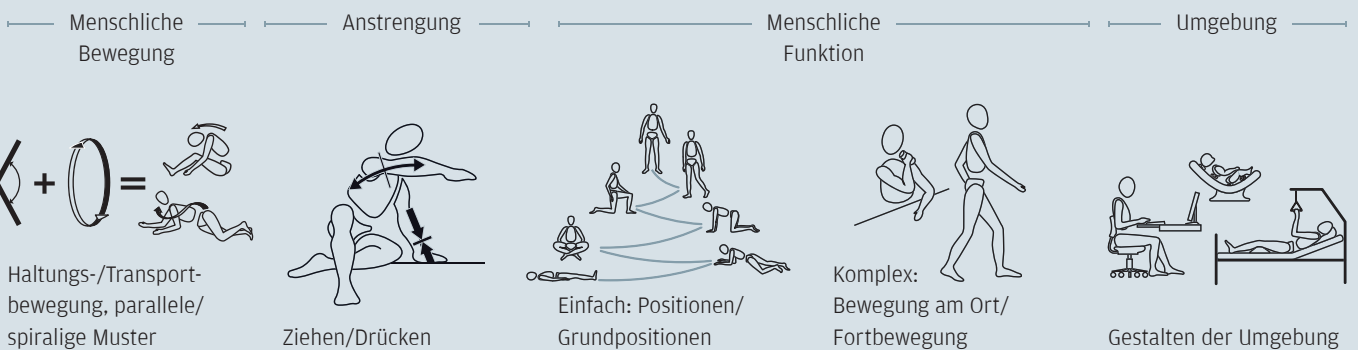 Menschliche
Bewegung
Anstrengung
Menschliche
Funktion
Umgebung
+
=
Haltungs-/Transport-
bewegung, parallele/
spiralige Muster
Ziehen/Drücken
Einfach: Positionen/
Grundpositionen
Komplex:
Bewegung am Ort/
Fortbewegung
Gestalten der Umgebung